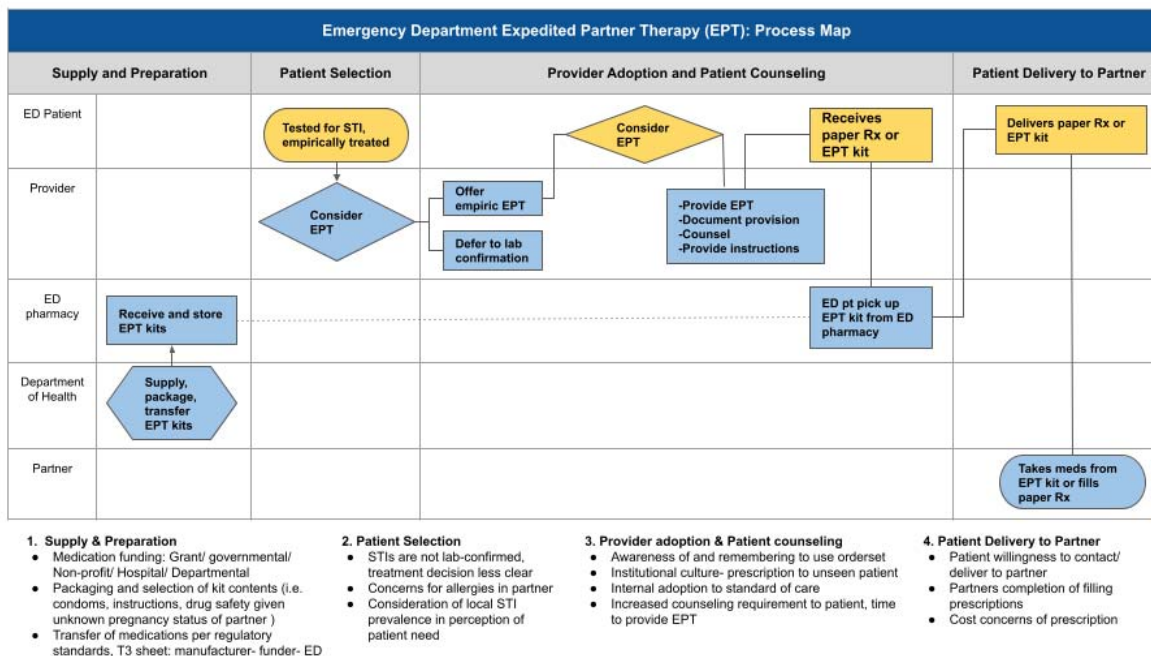 Emergency Department Expedited Partner Therapy (EPT): Process Map
Supply and Preparation
Patient Selection
Provider Adoption and Patient Counseling
Patient Delivery to Partner
ED Patient
Tested for STI,
empirically treated
Consider
EPT
Receives
paper Rx or
EPT kit
Delivers paper Rx or
EPT kit
Provider
Consider
EPT
Offer
empiric EPT
Defer to lab
confirmation
-Provide EPT
-Document provision
-Counsel
-Provide instructions
ED
pharmacy
Receive and store
EPT kits
ED pt pick up
EPT kit from ED
pharmacy
Department
of Health
Supply,
package,
transfer
EPT kits
Partner
Takes meds from
EPT kit or fills
paper Rx
1. Supply & Preparation
● Medication funding: Grant/ governmental/
Non-profit/ Hospital/ Departmental
● Packaging and selection of kit contents (i.e.
condoms, instructions, drug safety given
unknown pregnancy status of partner )
● Transfer of medications per regulatory
standards, T3 sheet: manufacturer- funder- ED
2. Patient Selection
● STIs are not lab-confirmed,
treatment decision less clear
● Concerns for allergies in partner
● Consideration of local STI
prevalence in perception of
patient need
3. Provider adoption & Patient counseling
● Awareness of and remembering to use orderset
● Institutional culture- prescription to unseen patient
● Internal adoption to standard of care
● Increased counseling requirement to patient, time
to provide EPT
4. Patient Delivery to Partner
● Patient willingness to contact/
deliver to partner
● Partners completion of filling
prescriptions
● Cost concerns of prescription